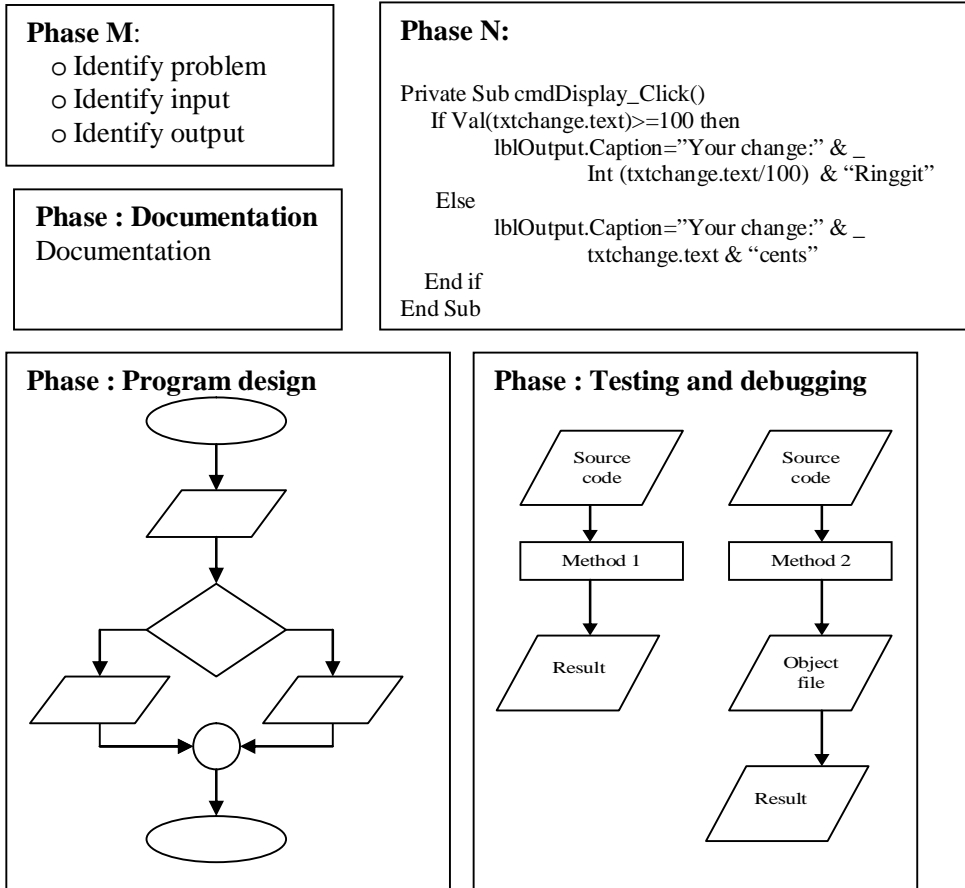 Phase M:
o Identify problem
o Identify input
o Identify output
Phase N:
Private Sub cmdDisplay_Click()
If Val(txtchange.text)>=100 then
lblOutput.Caption=”Your change:” & _
Int (txtchange.text/100)  & “Ringgit”
Else
lblOutput.Caption=”Your change:” & _
txtchange.text & “cents”
End if
End Sub
Phase : Documentation
Documentation
Phase : Program design
Phase : Testing and debugging
Source
code
Method 1
Result
Source
code
Method 2
Object
file
Result